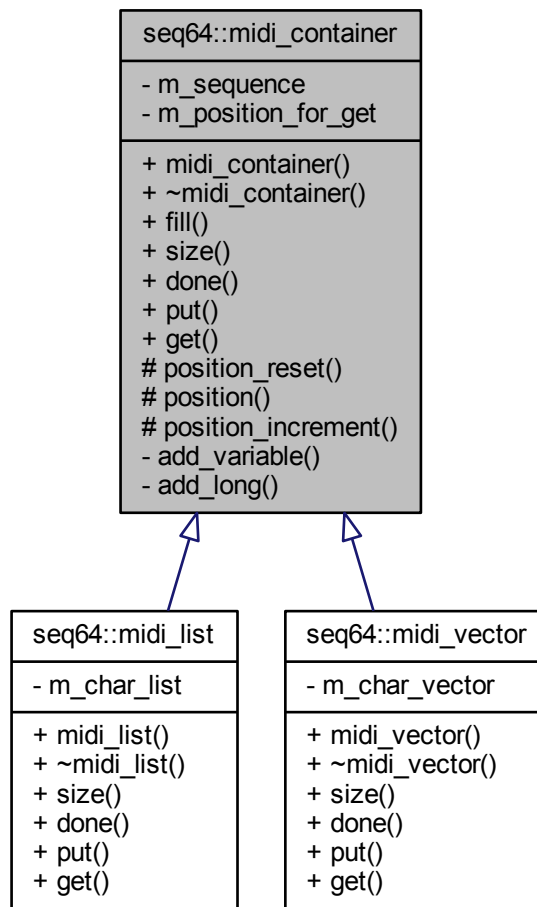 seq64::midi_container
- m_sequence
- m_position_for_get
+ midi_container()
+ ~midi_container()
+ fill()
+ size()
+ done()
+ put()
+ get()
# position_reset()
# position()
# position_increment()
- add_variable()
- add_long()
seq64::midi_list
- m_char_list
+ midi_list()
+ ~midi_list()
+ size()
+ done()
+ put()
+ get()
seq64::midi_vector
- m_char_vector
+ midi_vector()
+ ~midi_vector()
+ size()
+ done()
+ put()
+ get()